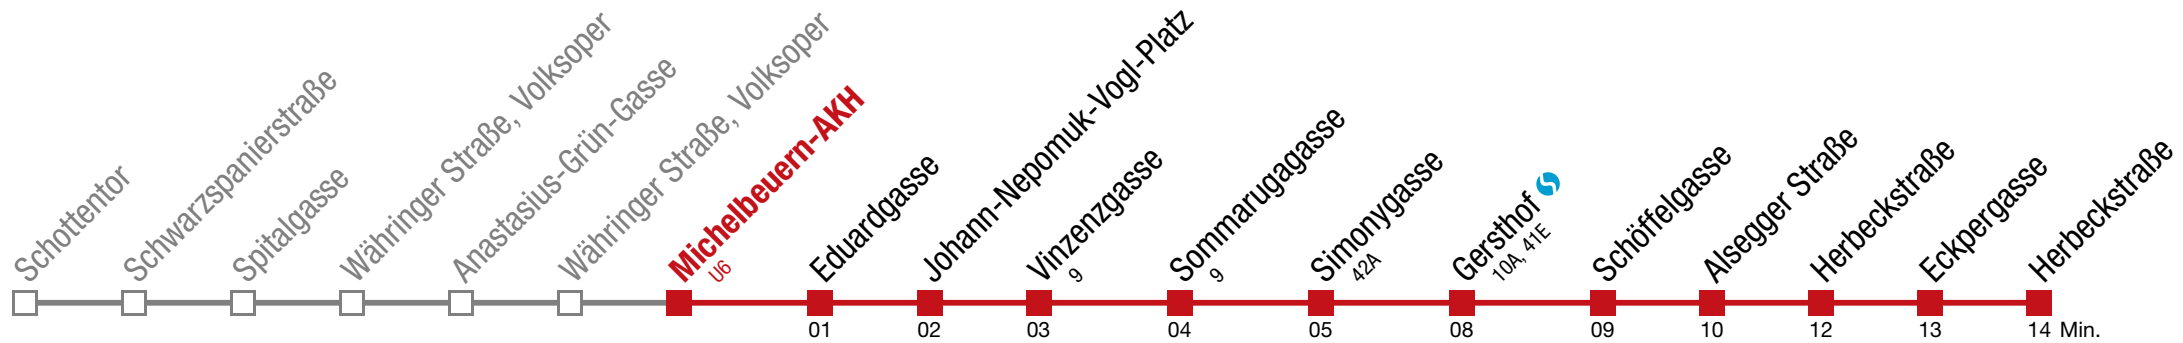 Schottentor
Schwarzspanierstraße
Spitalgasse
Währinger Straße, Volksoper
Anastasius-Grün-Gasse
Währinger Straße, Volksoper
Michelbeuern-AKH
U6
Eduardgasse
Johann-Nepomuk-Vogl-Platz
Vinzenzgasse
9
Sommarugagasse
9
Simonygasse
42A
Gersthof
10A, 41E
Schöffelgasse
Alsegger Straße
Herbeckstraße
Eckpergasse
Herbeckstraße
01 02 03 04 05 08 09 10 12 13 14 Min.